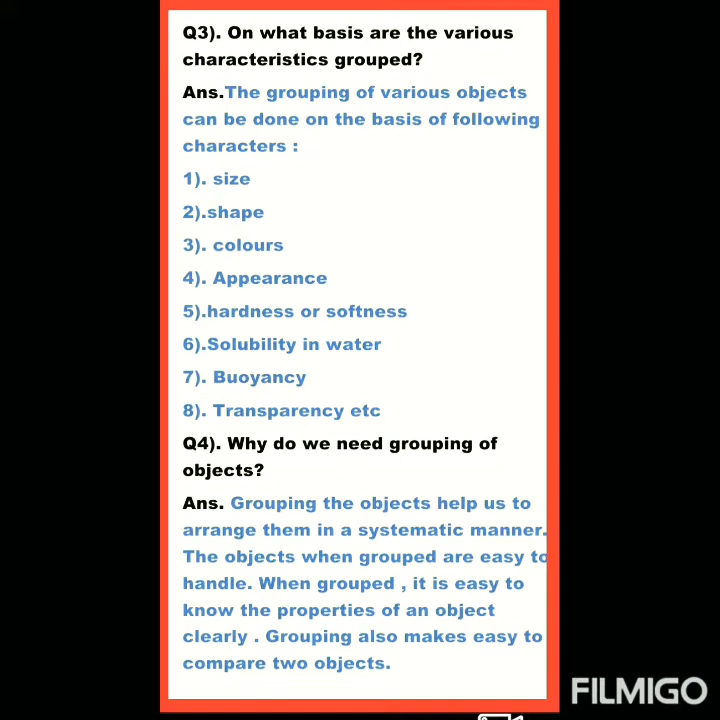 Q3). On what basis are the various
characteristics grouped?
Ans.The grouping of various objects
can be done on the basis of following
characters :
1). size
2).shape
3). colours
4). Appearance
5).hardness or softness
6).Solubility in water
7). Buoyancy
8). Transparency etc
Q4). Why do we need grouping of
objects?
Ans. Grouping the objects help us to
arrange them in a systematic manner.
The objects when grouped are easy to
handle. When grouped , it is easy to
know the properties of an object
clearly . Grouping also makes easy to
compare two objects.
FILMIGO